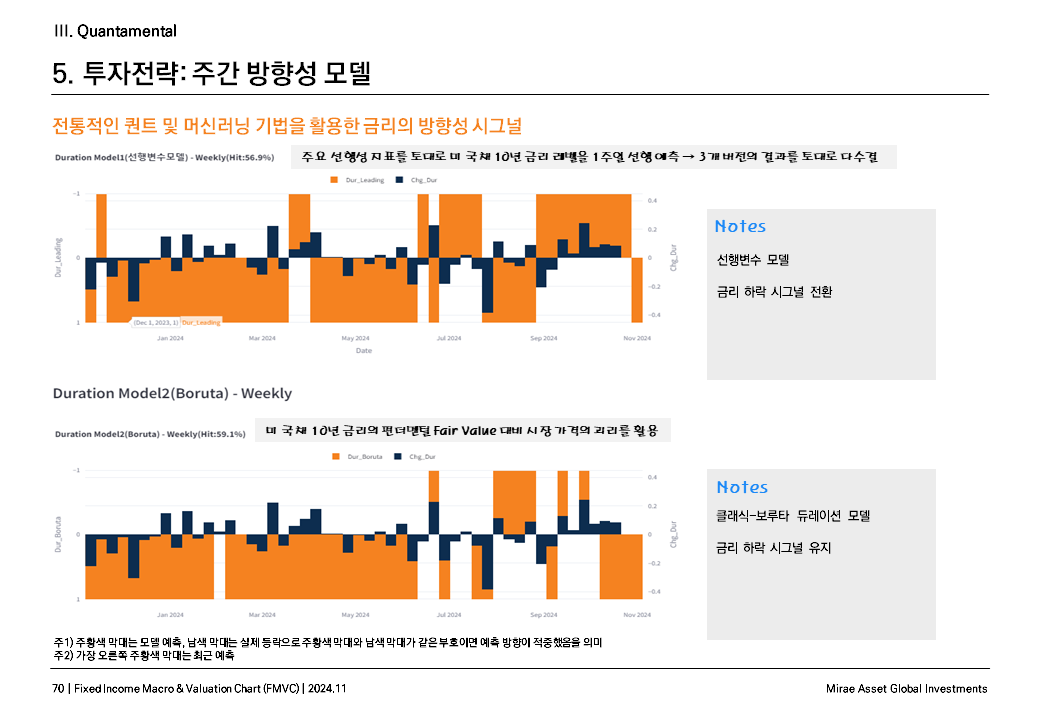 III. Quantamental
5. 투자전략: 주간 방향성 모델
전통적인 퀀트 및 머신러닝 기법을 활용한 금리의 방향성 시그널
Duration Model1(선행변수모델) - Weekly(Hit:56.9%)
주요 선행성 지표를 토대로 미 국채 10년 금리 레벨을 1주일 선행 예측 → 3개 버전의 결과를 토대로 다수결
Dur_Leading Chg_Dur
−1
0
1
Dur_Leading
0.4
0.2
0
−0.2
−0.4
Chg_Dur
(Dec 1, 2023, 1) Dur_Leading
Jan 2024 Mar 2024 May 2024 Jul 2024 Sep 2024 Nov 2024
Date
Notes
선행변수 모델
금리 하락 시그널 전환
Duration Model2(Boruta) - Weekly
Duration Model2(Boruta) - Weekly(Hit:59.1%)
미 국채 10년 금리의 펀더멘털 Fair Value 대비 시장 가격의 괴리를 활용
Dur_Boruta Chg_Dur
−1
0
1
Dur_Boruta
0.4
0.2
0
−0.2
−0.4
Chg_Dur
Jan 2024 Mar 2024 May 2024 Jul 2024 Sep 2024 Nov 2024
Notes
클래식-보루타 듀레이션 모델
금리 하락 시그널 유지
주1) 주황색 막대는 모델 예측, 남색 막대는 실제 등락으로 주황색 막대와 남색 막대가 같은 부호이면 예측 방향이 적중했음을 의미
주2) 가장 오른쪽 주황색 막대는 최근 예측
70 | Fixed Income Macro & Valuation Chart (FMVC) | 2024.11
Mirae Asset Global Investments